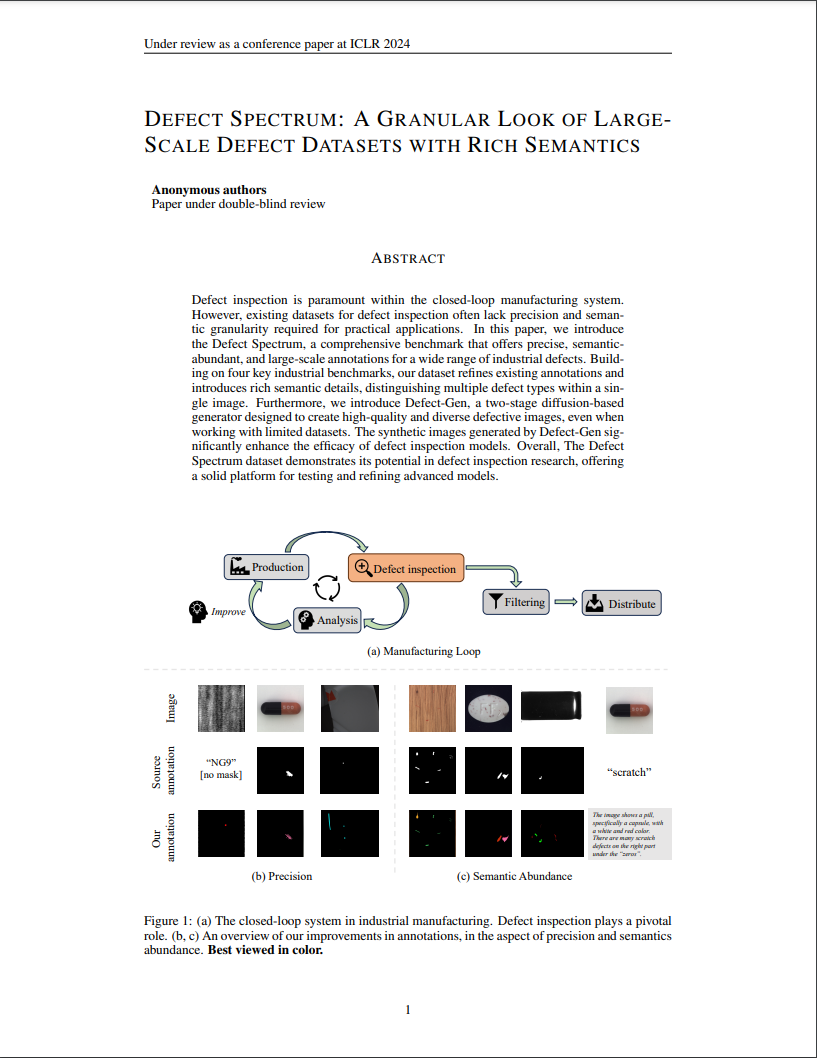 Under review as a conference paper at ICLR 2024
DEFECT SPECTRUM: A GRANULAR LOOK OF LARGE-
SCALE DEFECT DATASETS WITH RICH SEMANTICS
Anonymous authors
Paper under double-blind review
ABSTRACT
Defect inspection is paramount within the closed-loop manufacturing system.
However, existing datasets for defect inspection often lack precision and seman-
tic granularity required for practical applications. In this paper, we introduce
the Defect Spectrum, a comprehensive benchmark that offers precise, semantic-
abundant, and large-scale annotations for a wide range of industrial defects. Build-
ing on four key industrial benchmarks, our dataset refines existing annotations and
introduces rich semantic details, distinguishing multiple defect types within a sin-
gle image. Furthermore, we introduce Defect-Gen, a two-stage diffusion-based
generator designed to create high-quality and diverse defective images, even when
working with limited datasets. The synthetic images generated by Defect-Gen sig-
nificantly enhance the efficacy of defect inspection models. Overall, The Defect
Spectrum dataset demonstrates its potential in defect inspection research, offering
a solid platform for testing and refining advanced models.
Production
Defect inspection
Filtering
Distribute
Improve
Analysis
(a) Manufacturing Loop
Image
Source
annotation
“NG9”
[no mask]
“scratch”
Our
annotation
The image shows a pill,
specifically a capsule, with
a white and red color.
There are many scratch
defects on the right part
under the “zeros”.
(b) Precision
(c) Semantic Abundance
Figure 1: (a) The closed-loop system in industrial manufacturing. Defect inspection plays a pivotal
role. (b, c) An overview of our improvements in annotations, in the aspect of precision and semantics
abundance. Best viewed in color.
1